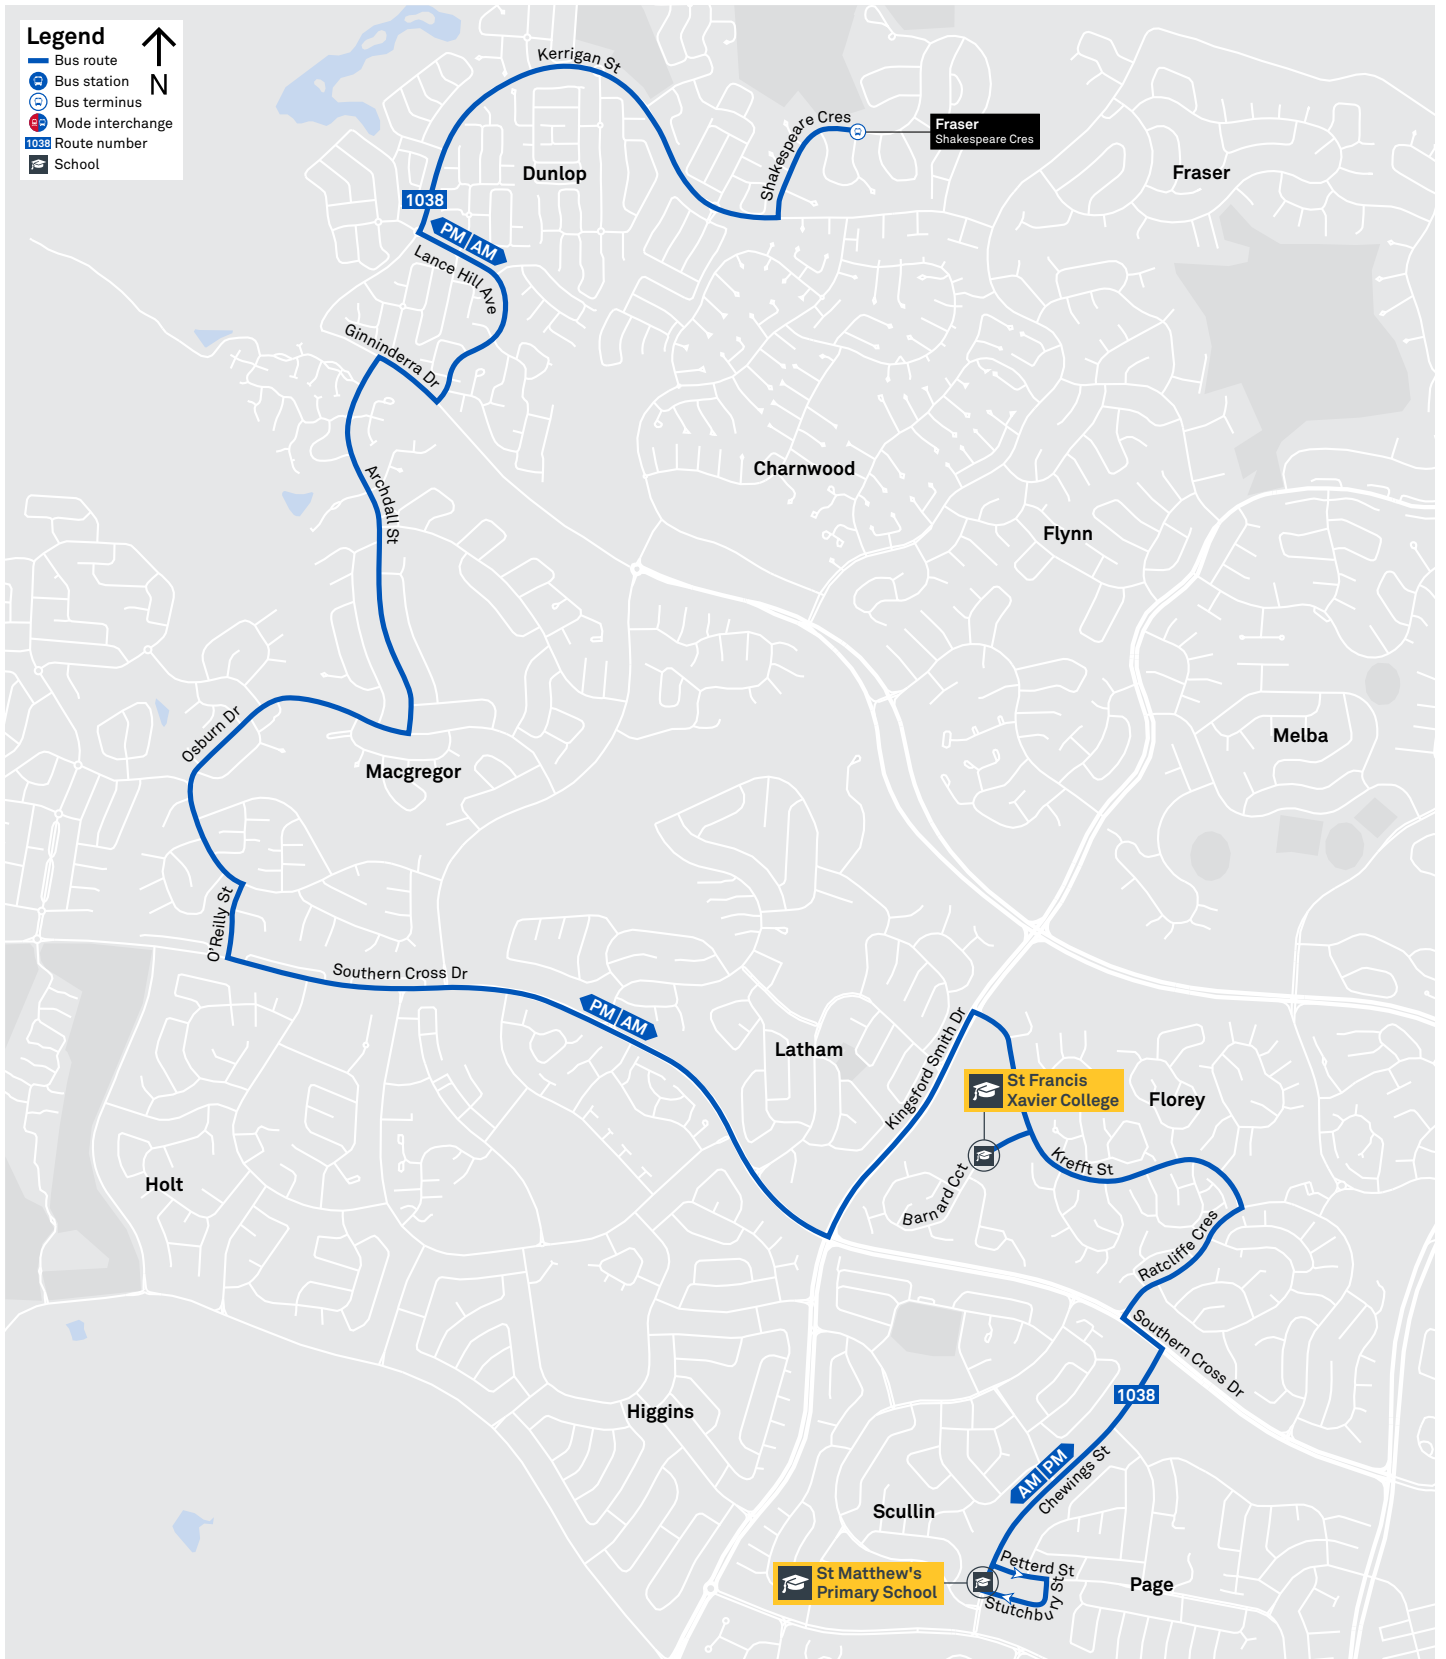 Legend
N
Bus route
Bus station
Bus terminus
Mode interchange
1038 Route number
School
Kerrigan St
Shakespeare Cres
Fraser
Shakespeare Cres
Dunlop
Fraser
1038
PM AM
Lance Hill Ave
Ginninderra Dr
Charnwood
Archdall St
Flynn
Osburn Dr
Melba
Macgregor
O'Reilly St
Southern Cross Dr
PM AM
Kingsford Smith Dr
Latham
St Francis
Xavier College
Florey
Krefft St
Barnard Cct
Holt
Ratcliffe Cres
Southern Cross Dr
1038
Higgins
AM PM
Chewings St
Scullin
Petterd St
St Matthew's
Primary School
Stutchbury St
Page